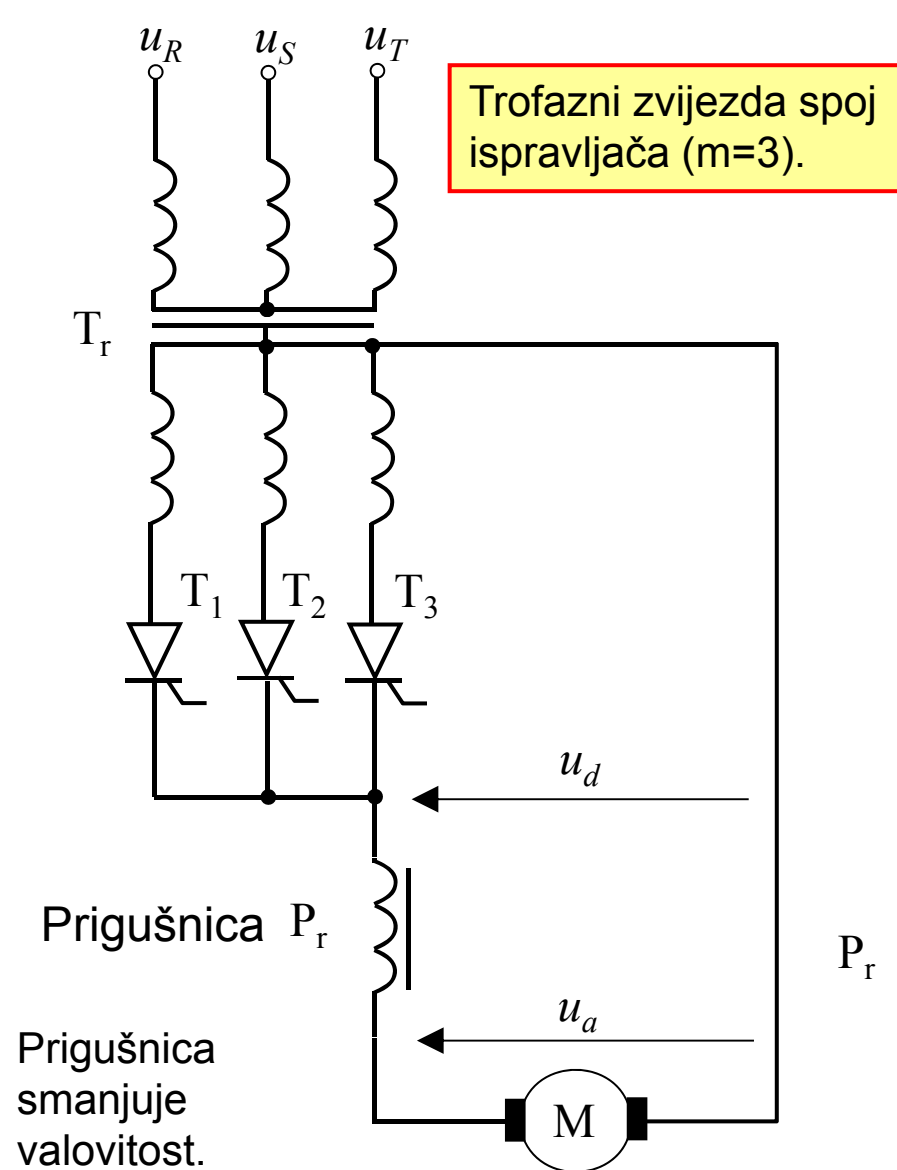 u_R u_S u_T
Trofazni zvijezda spoj
ispravljača (m=3).
T_r
T_1 T_2 T_3
u_d
Prigušnica P_r
P_r
u_a
Prigušnica
smanjuje
valovitost.
M